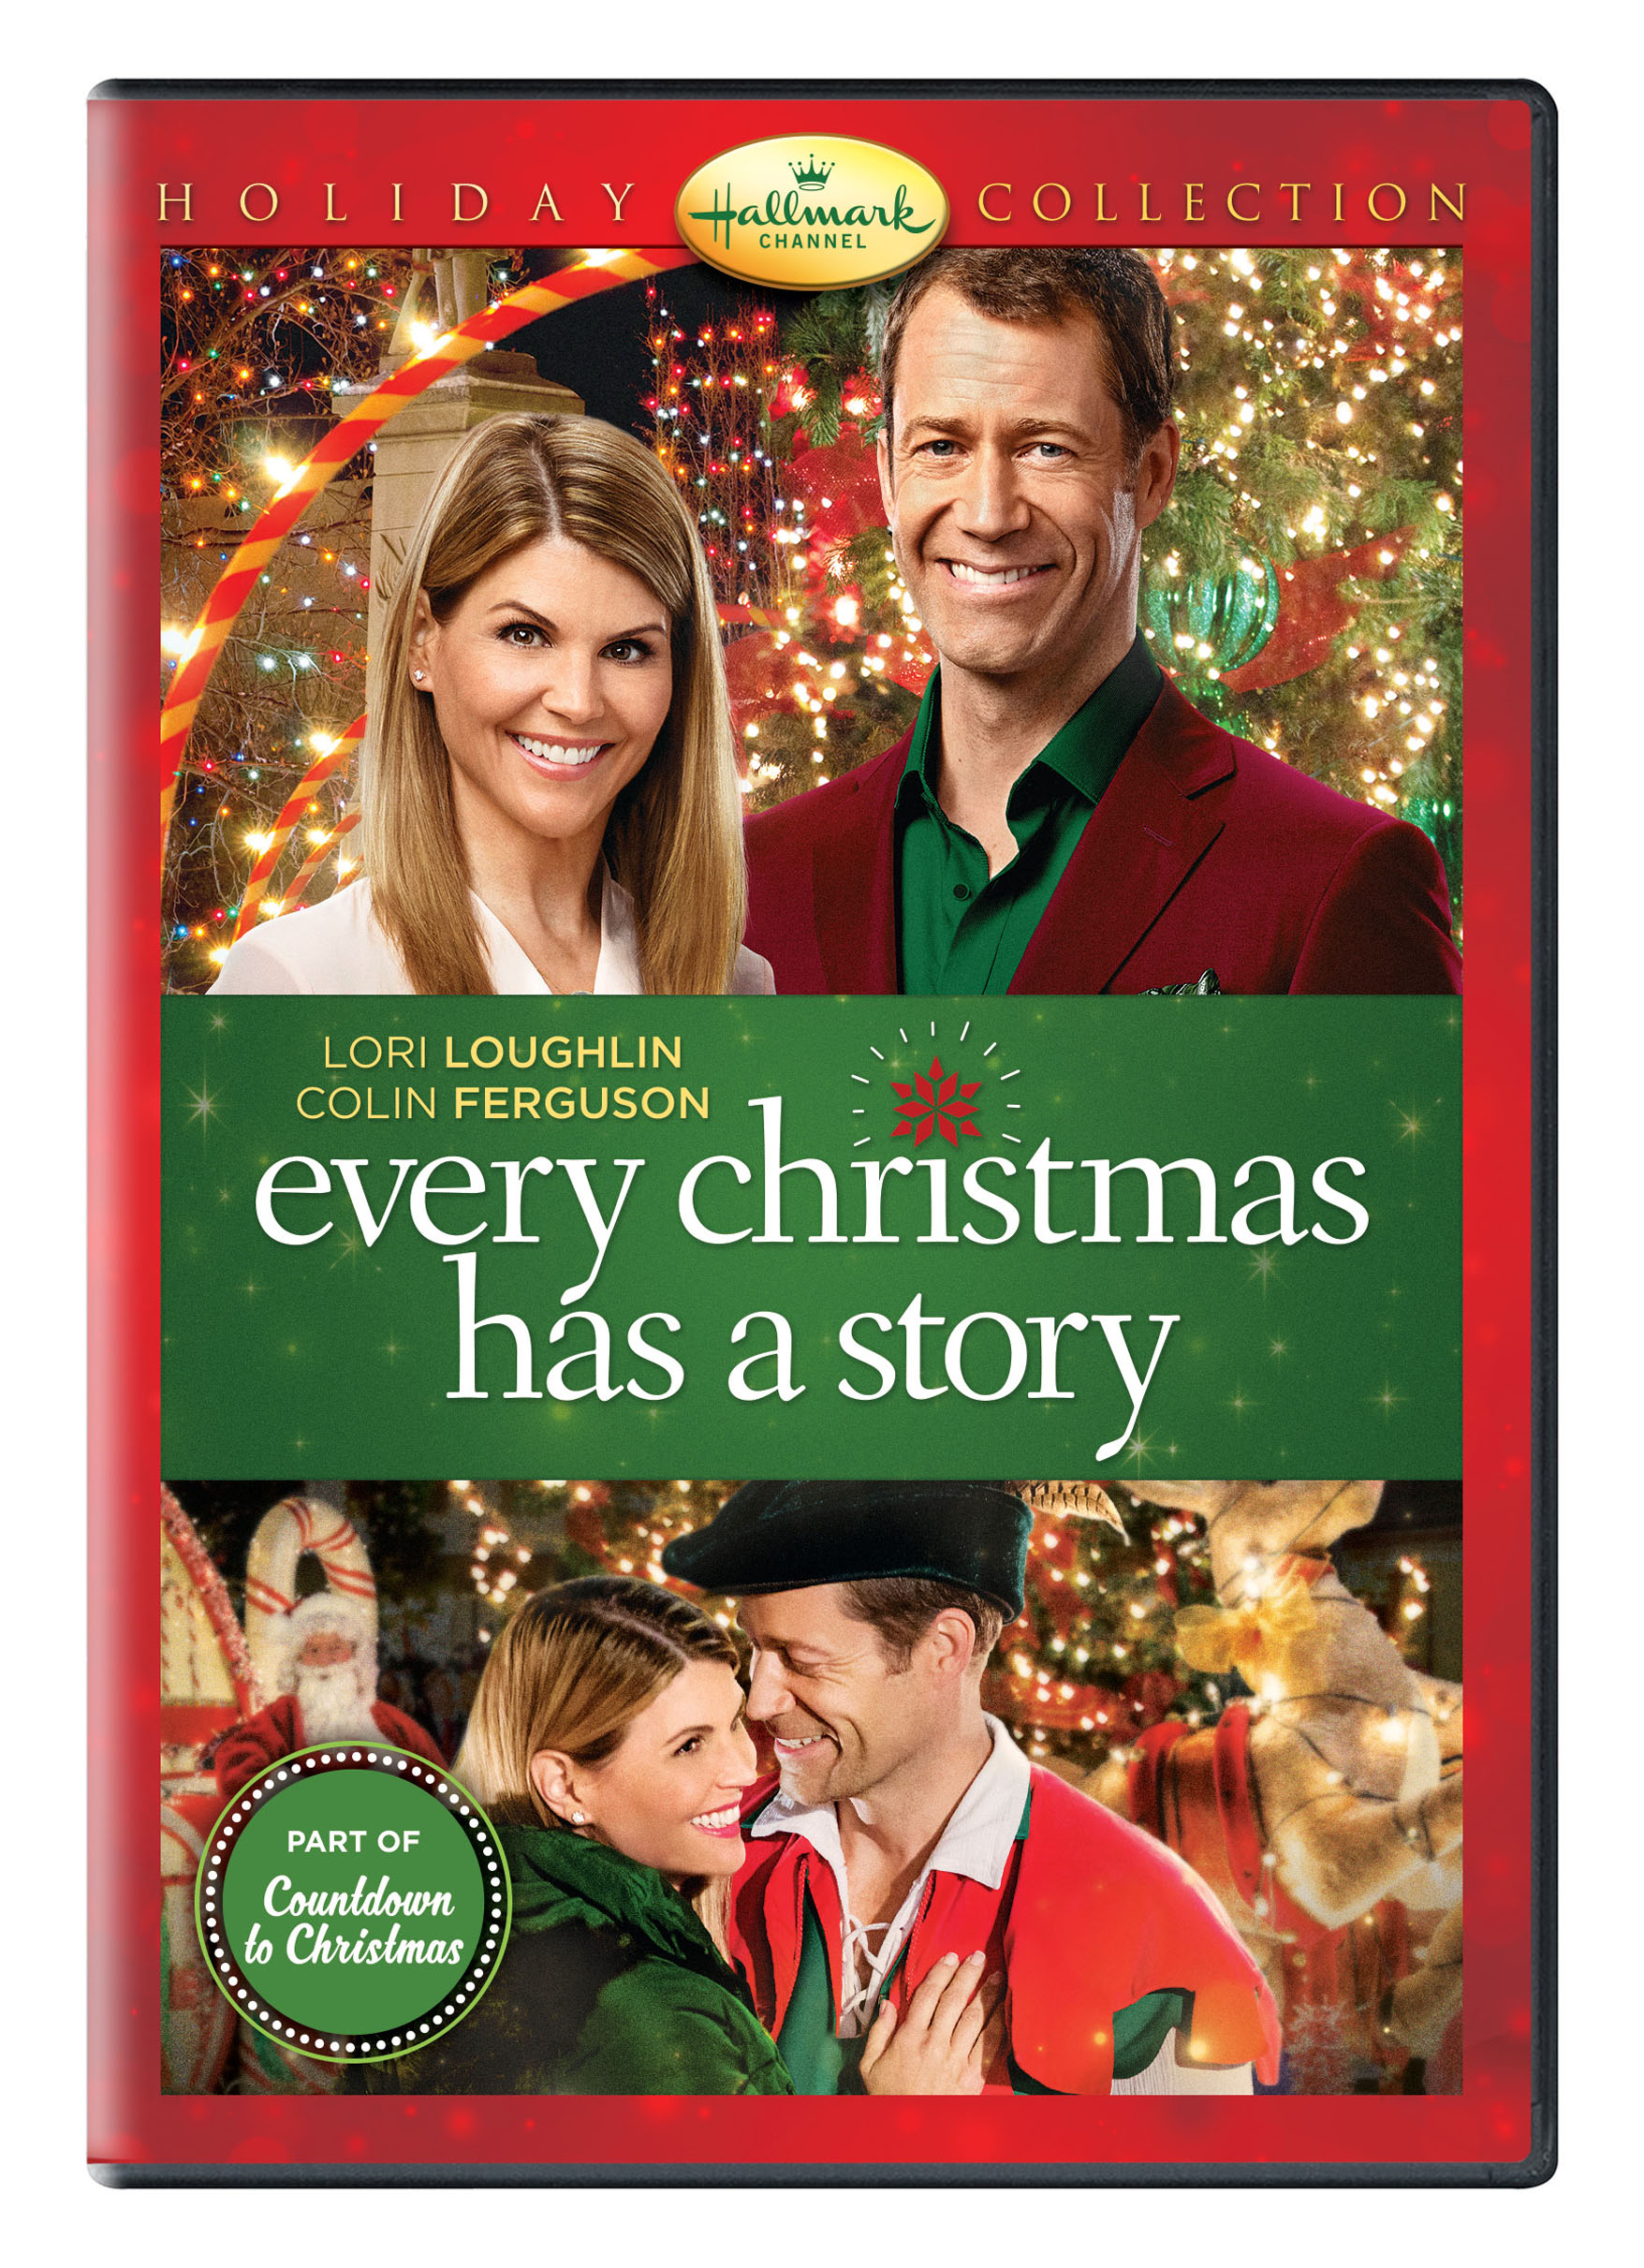 HOLIDAY Hallmark COLLECTION
CHANNEL
LORI LOUGHLIN
COLIN FERGUSON
every christmas
has a story
PART OF
Countdown
to Christmas